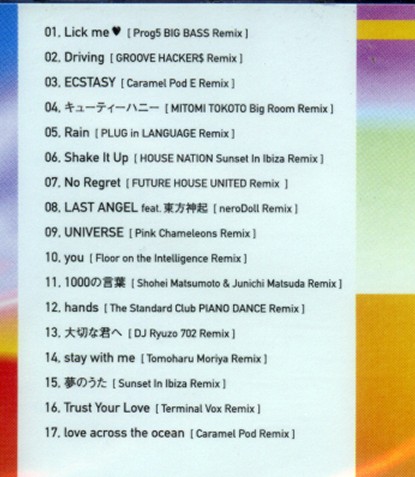 01. Lick me♥ [ Prog5 BIG BASS Remix ]
02. Driving [ GROOVE HACKER$ Remix ]
03. ECSTASY [ Caramel Pod E Remix ]
04. キューティーハニー [ MITOMI TOKOTO Big Room Remix ]
05. Rain [ PLUG in LANGUAGE Remix ]
06. Shake It Up [ HOUSE NATION Sunset In Ibiza Remix ]
07. No Regret [ FUTURE HOUSE UNITED Remix ]
08. LAST ANGEL feat.東方神起 [ neroDoll Remix ]
09. UNIVERSE [ Pink Chameleons Remix ]
10. you [ Floor on the Intelligence Remix ]
11. 1000の言葉 [ Shohei Matsumoto & Junichi Matsuda Remix ]
12. hands [ The Standard Club PIANO DANCE Remix ]
13. 大切な君へ [ DJ Ryuzo 702 Remix ]
14. stay with me [ Tomoharu Moriya Remix ]
15. 夢のうた [ Sunset In Ibiza Remix ]
16. Trust Your Love [ Terminal Vox Remix ]
17. love across the ocean [ Caramel Pod Remix ]